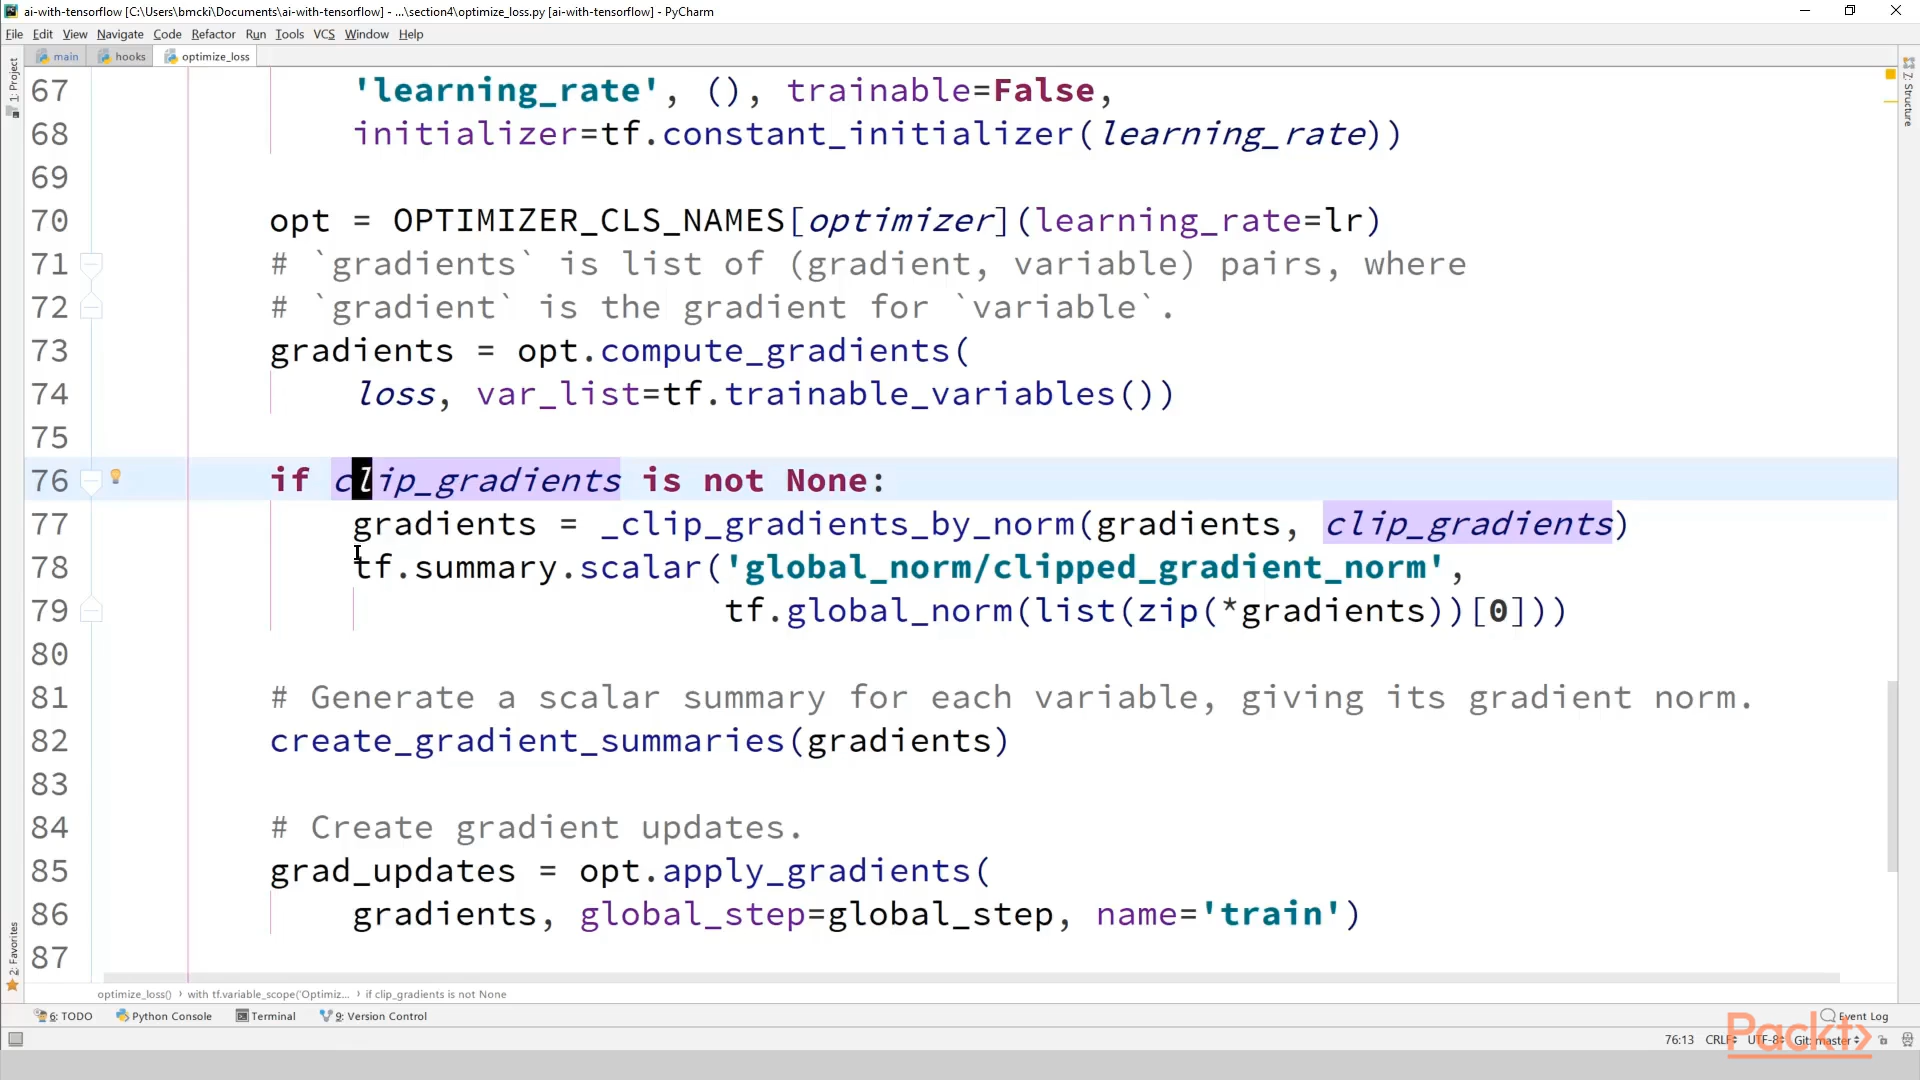 ai-with-tensorflow [C:\Users\bmcki\Documents\ai-with-tensorflow] - ...\section4\optimize_loss.py [ai-with-tensorflow] - PyCharm
File Edit View Navigate Code Refactor Run Tools VCS Window Help
main hooks optimize_loss
1: Project
Z: Structure
67 'learning_rate', (), trainable=False,
68 initializer=tf.constant_initializer(learning_rate))
69
70 opt = OPTIMIZER_CLS_NAMES[optimizer](learning_rate=lr)
71 # `gradients` is list of (gradient, variable) pairs, where
72 # `gradient` is the gradient for `variable`.
73 gradients = opt.compute_gradients(
74 loss, var_list=tf.trainable_variables())
75
76 if clip_gradients is not None:
77 gradients = _clip_gradients_by_norm(gradients, clip_gradients)
78 tf.summary.scalar('global_norm/clipped_gradient_norm',
79 tf.global_norm(list(zip(*gradients))[0]))
80
81 # Generate a scalar summary for each variable, giving its gradient norm.
82 create_gradient_summaries(gradients)
83
84 # Create gradient updates.
85 grad_updates = opt.apply_gradients(
86 gradients, global_step=global_step, name='train')
87
2: Favorites
optimize_loss() › with tf.variable_scope('Optimiz... › if clip_gradients is not None
6: TODO Python Console Terminal 9: Version Control Event Log
76:13 CRLF UTF-8 Git: master
Packt>